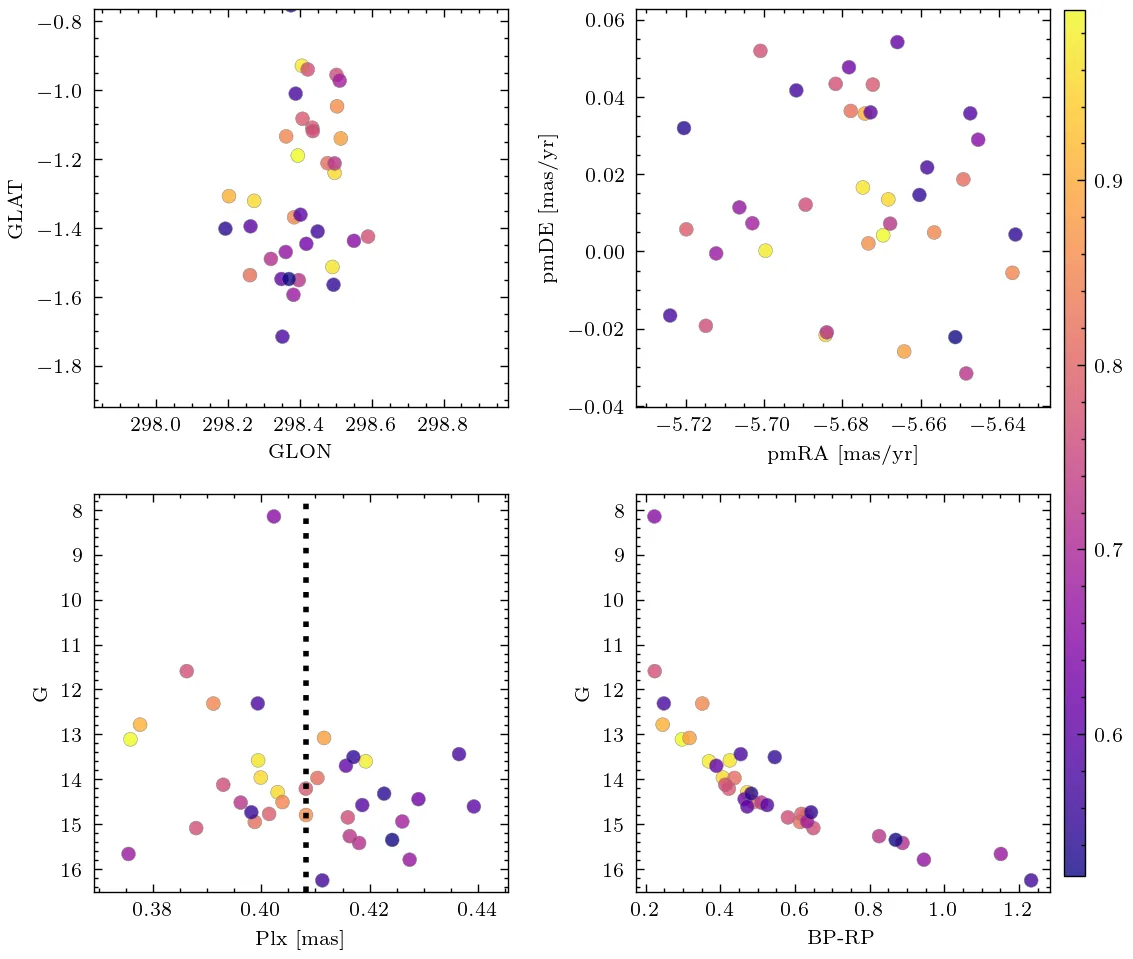 −0.8
−1.0
−1.2
−1.4
−1.6
−1.8
GLAT
298.0 298.2 298.4 298.6 298.8
GLON
0.06
0.04
0.02
0.00
−0.02
−0.04
pmDE [mas/yr]
−5.72 −5.70 −5.68 −5.66 −5.64
pmRA [mas/yr]
8
9
10
11
12
13
14
15
16
G
0.38 0.40 0.42 0.44
Plx [mas]
8
9
10
11
12
13
14
15
16
G
0.2 0.4 0.6 0.8 1.0 1.2
BP-RP
0.9
0.8
0.7
0.6